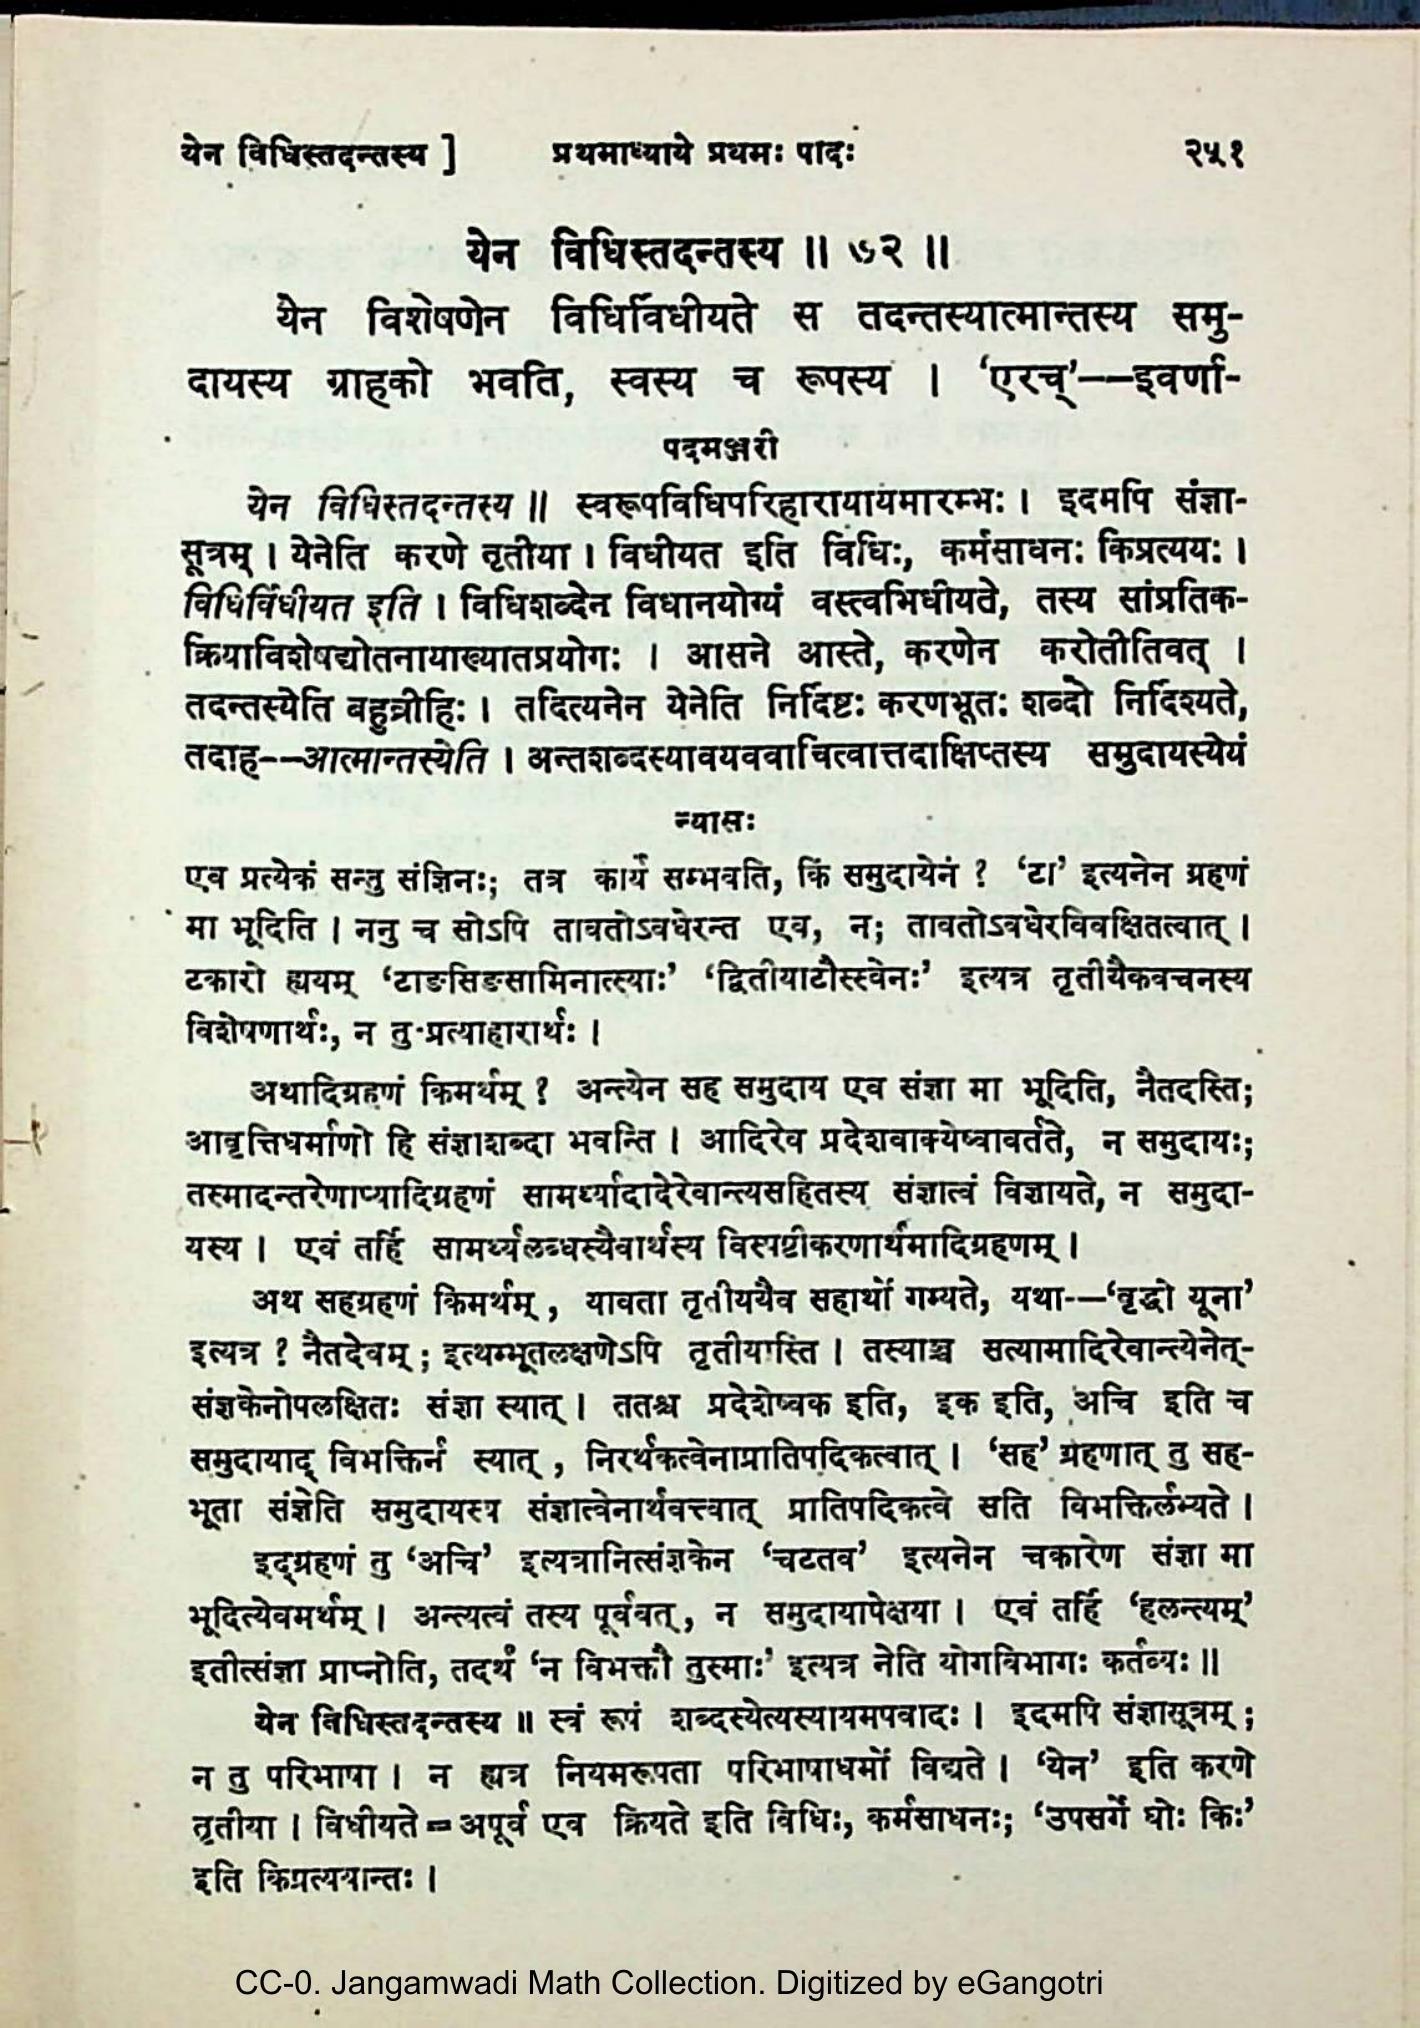 येन विधिस्तदन्तस्य ] प्रथमाध्याये प्रथमः पादः २५१
येन विधिस्तदन्तस्य ॥ ७२ ॥
येन विशेषणेन विधिर्विधीयते स तदन्तस्यात्मान्तस्य समु-
दायस्य ग्राहको भवति, स्वस्य च रूपस्य । ‘एरच्’——इवर्णा-
पदमञ्जरी
येन विधिस्तदन्तस्य ॥ स्वरूपविधिपरिहारायायमारम्भः । इदमपि संज्ञा-
सूत्रम् । येनेति करणे तृतीया । विधीयत इति विधिः, कर्मसाधनः किप्रत्ययः ।
विधिर्विधीयत इति । विधिशब्देन विधानयोग्यं वस्त्वभिधीयते, तस्य सांप्रतिक-
क्रियाविशेषद्योतनायाख्यातप्रयोगः । आसने आस्ते, करणेन करोतीतिवत् ।
तदन्तस्येति बहुव्रीहिः । तदित्यनेन येनेति निर्दिष्टः करणभूतः शब्दो निर्दिश्यते,
तदाह——आत्मान्तस्येति । अन्तशब्दस्यावयववाचित्वात्तदाक्षिप्तस्य समुदायस्येयं
न्यासः
एव प्रत्येकं सन्तु संज्ञिनः; तत्र कार्यं सम्भवति, किं समुदायेनं ? ‘टा’ इत्यनेन ग्रहणं
मा भूदिति । ननु च सोऽपि तावतोऽवधेरन्त एव, न; तावतोऽवधेरविवक्षितत्वात् ।
टकारो ह्ययम् ‘टाङसिङसामिनात्स्याः’ ‘द्वितीयाटौस्स्वेनः’ इत्यत्र तृतीयैकवचनस्य
विशेषणार्थः, न तु प्रत्याहारार्थः ।
अथादिग्रहणं किमर्थम् ? अन्त्येन सह समुदाय एव संज्ञा मा भूदिति, नैतदस्ति;
आवृत्तिधर्माणो हि संज्ञाशब्दा भवन्ति । आदिरेव प्रदेशवाक्येष्वावर्तते, न समुदायः;
तस्मादन्तरेणाप्यादिग्रहणं सामर्थ्यादादेरेवान्त्यसहितस्य संज्ञात्वं विज्ञायते, न समुदा-
यस्य । एवं तर्हि सामर्थ्यलब्धस्यैवार्थस्य विस्पष्टीकरणार्थमादिग्रहणम् ।
अथ सहग्रहणं किमर्थम् , यावता तृतीययैव सहार्थो गम्यते, यथा——‘वृद्धो यूना’
इत्यत्र ? नैतदेवम् ; इत्थम्भूतलक्षणेऽपि तृतीयास्ति । तस्याञ्च सत्यामादिरेवान्त्येनेत्-
संज्ञकेनोपलक्षितः संज्ञा स्यात् । ततश्च प्रदेशेष्वक इति, इक इति, अचि इति च
समुदायाद् विभक्तिर्न स्यात् , निरर्थकत्वेनाप्रातिपदिकत्वात् । ‘सह’ ग्रहणात् तु सह-
भूता संज्ञेति समुदायस्य संज्ञात्वेनार्थवत्त्वात् प्रातिपदिकत्वे सति विभक्तिर्लभ्यते ।
इद्ग्रहणं तु ‘अचि’ इत्यत्रानित्संज्ञकेन ‘चटतव’ इत्यनेन चकारेण संज्ञा मा
भूदित्येवमर्थम् । अन्त्यत्वं तस्य पूर्ववत्, न समुदायापेक्षया । एवं तर्हि ‘हलन्त्यम्’
इतीत्संज्ञा प्राप्नोति, तदर्थं ‘न विभक्तौ तुस्माः’ इत्यत्र नेति योगविभागः कर्तव्यः ॥
येन विधिस्तदन्तस्य ॥ स्वं रूपं शब्दस्येत्यस्यायमपवादः । इदमपि संज्ञासूत्रम् ;
न तु परिभाषा । न ह्यत्र नियमरूपता परिभाषाधर्मो विद्यते । ‘येन’ इति करणे
तृतीया । विधीयते = अपूर्व एव क्रियते इति विधिः, कर्मसाधनः; ‘उपसर्गे घोः किः’
इति किप्रत्ययान्तः ।
CC-0. Jangamwadi Math Collection. Digitized by eGangotri